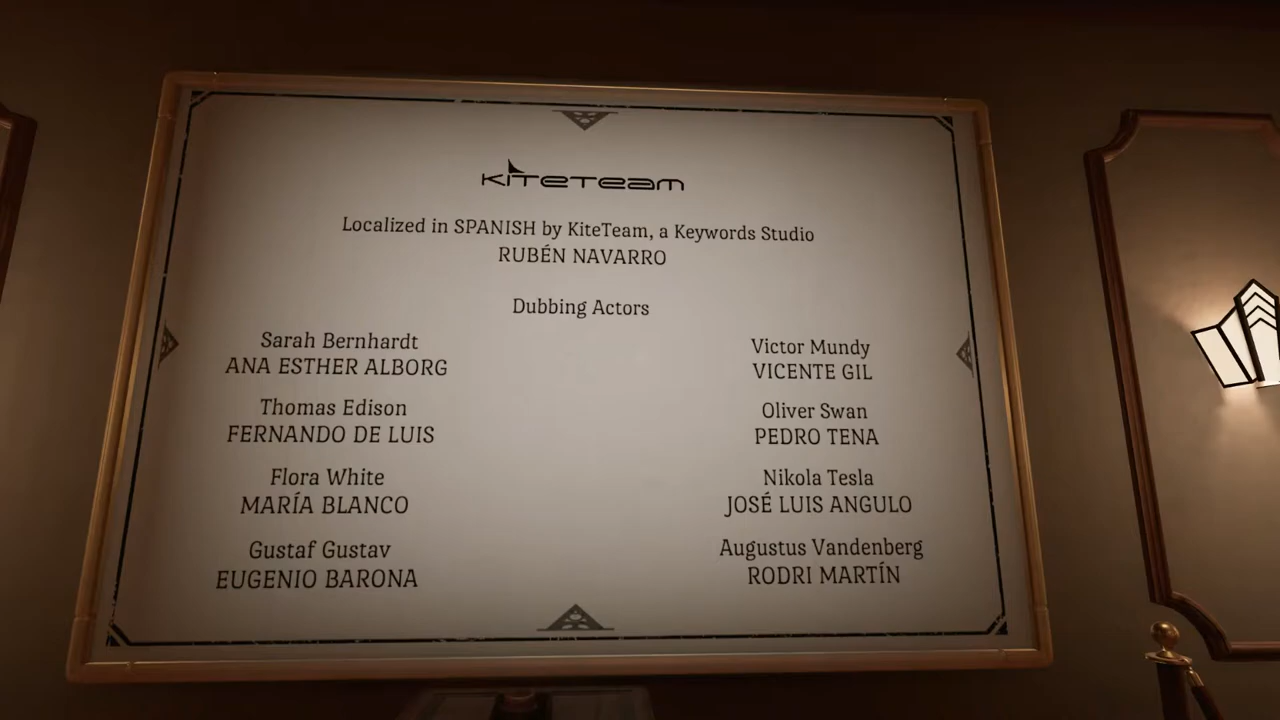 KITETEAM
Localized in SPANISH by KiteTeam, a Keywords Studio
RUBÉN NAVARRO
Dubbing Actors
Sarah Bernhardt
ANA ESTHER ALBORG
Thomas Edison
FERNANDO DE LUIS
Flora White
MARÍA BLANCO
Gustaf Gustav
EUGENIO BARONA
Victor Mundy
VICENTE GIL
Oliver Swan
PEDRO TENA
Nikola Tesla
JOSÉ LUIS ANGULO
Augustus Vandenberg
RODRI MARTÍN